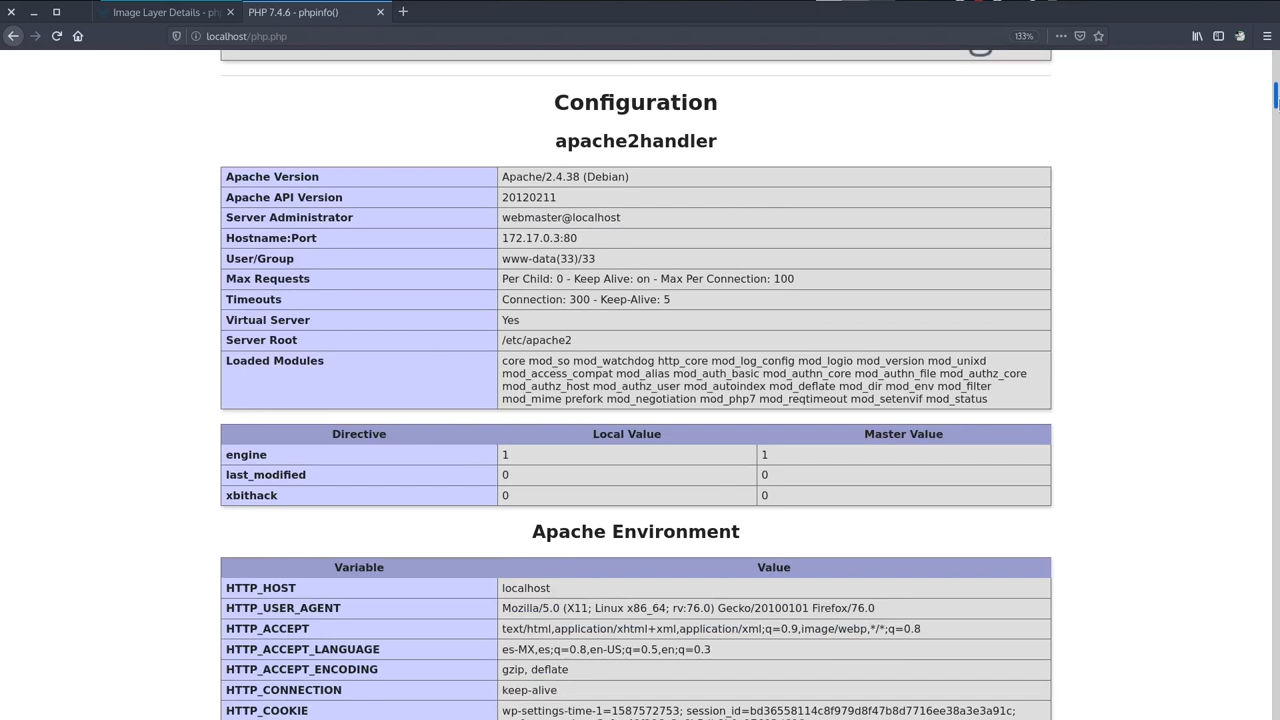 Image Layer Details - ph
PHP 7.4.6 - phpinfo()
localhost/php.php
133%
Configuration
apache2handler
Apache Version Apache/2.4.38 (Debian)
Apache API Version 20120211
Server Administrator webmaster@localhost
Hostname:Port 172.17.0.3:80
User/Group www-data(33)/33
Max Requests Per Child: 0 - Keep Alive: on - Max Per Connection: 100
Timeouts Connection: 300 - Keep-Alive: 5
Virtual Server Yes
Server Root /etc/apache2
Loaded Modules core mod_so mod_watchdog http_core mod_log_config mod_logio mod_version mod_unixd
mod_access_compat mod_alias mod_auth_basic mod_authn_core mod_authn_file mod_authz_core
mod_authz_host mod_authz_user mod_autoindex mod_deflate mod_dir mod_env mod_filter
mod_mime prefork mod_negotiation mod_php7 mod_reqtimeout mod_setenvif mod_status
Directive Local Value Master Value
engine 1 1
last_modified 0 0
xbithack 0 0
Apache Environment
Variable Value
HTTP_HOST localhost
HTTP_USER_AGENT Mozilla/5.0 (X11; Linux x86_64; rv:76.0) Gecko/20100101 Firefox/76.0
HTTP_ACCEPT text/html,application/xhtml+xml,application/xml;q=0.9,image/webp,*/*;q=0.8
HTTP_ACCEPT_LANGUAGE es-MX,es;q=0.8,en-US;q=0.5,en;q=0.3
HTTP_ACCEPT_ENCODING gzip, deflate
HTTP_CONNECTION keep-alive
HTTP_COOKIE wp-settings-time-1=1587572753; session_id=bd36558114c8f979d8f47b8d7716ee38a3e3a91c;